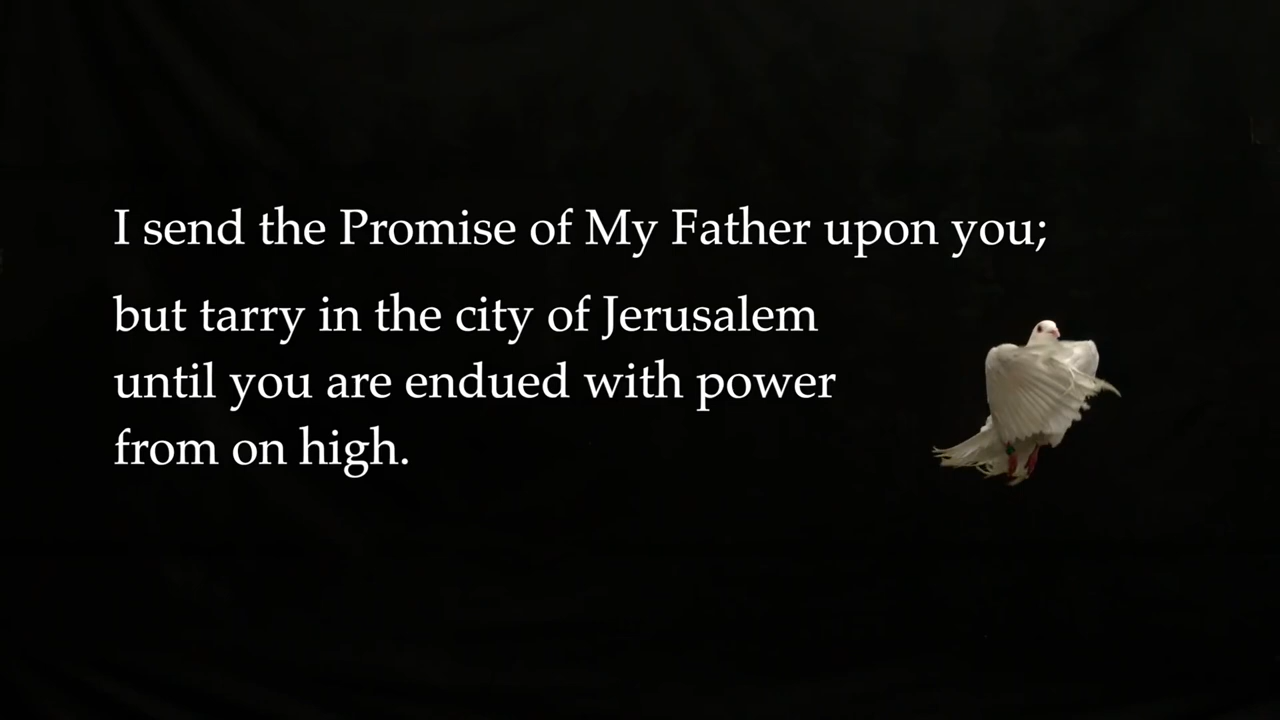 I send the Promise of My Father upon you;
but tarry in the city of Jerusalem
until you are endued with power
from on high.